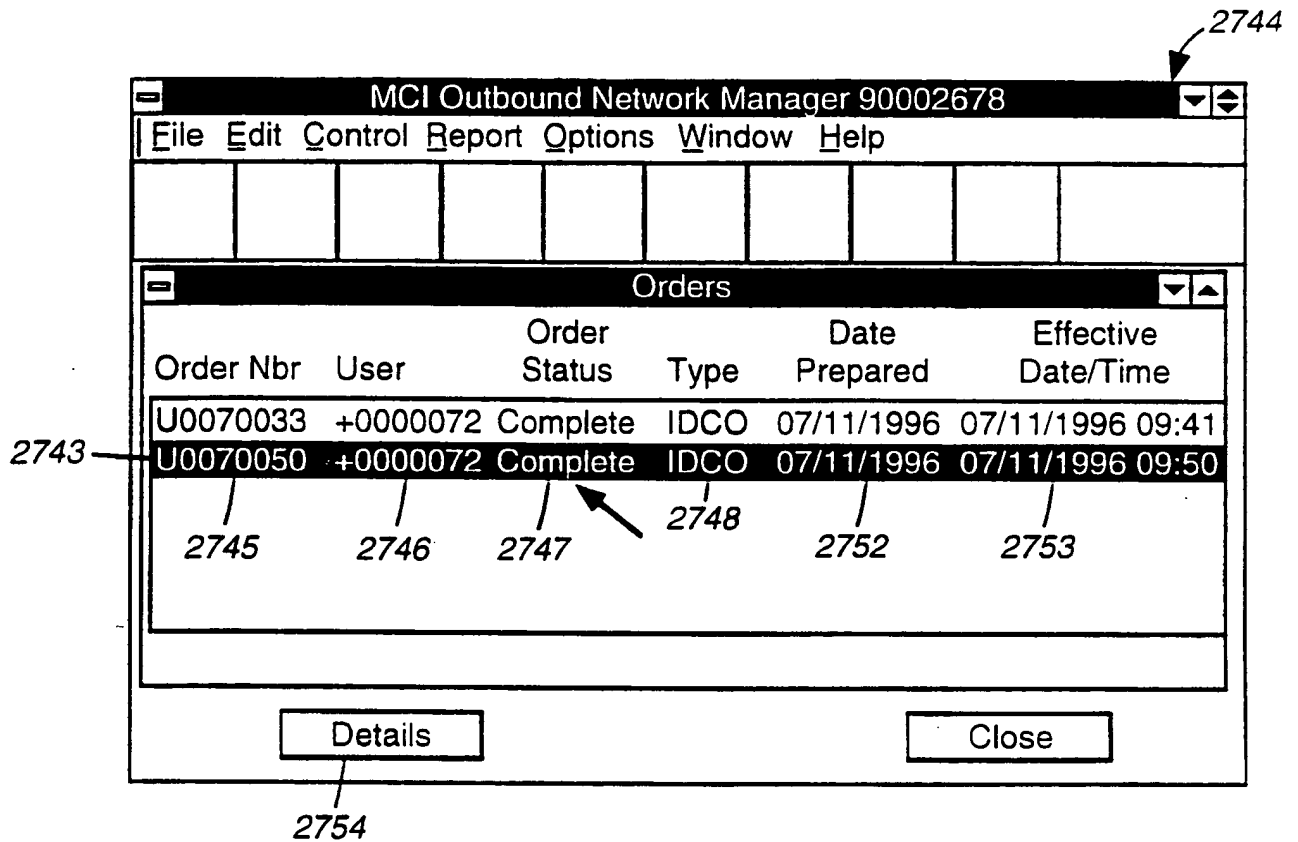 2744
MCI Outbound Network Manager 90002678
File Edit Control Report Options Window Help
Orders
Order Nbr User Order Status Type Date Prepared Effective Date/Time
U0070033 +0000072 Complete IDCO 07/11/1996 07/11/1996 09:41
2743 U0070050 +0000072 Complete IDCO 07/11/1996 07/11/1996 09:50
2745 2746 2747 2748 2752 2753
Details Close
2754